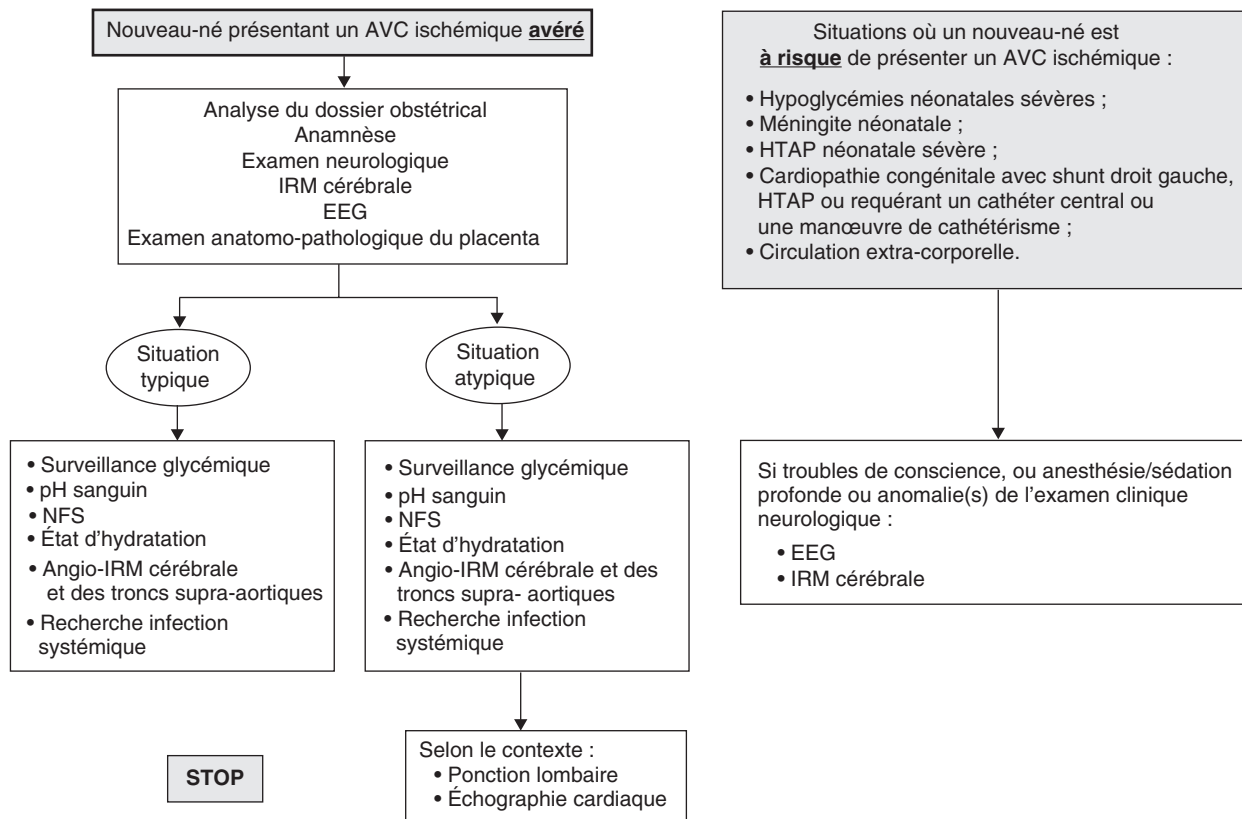 Nouveau-né présentant un AVC ischémique avéré
Analyse du dossier obstétrical
Anamnèse
Examen neurologique
IRM cérébrale
EEG
Examen anatomo-pathologique du placenta
Situation
typique
Situation
atypique
• Surveillance glycémique
• pH sanguin
• NFS
• État d’hydratation
• Angio-IRM cérébrale
et des troncs supra-aortiques
• Recherche infection
systémique
STOP
• Surveillance glycémique
• pH sanguin
• NFS
• État d’hydratation
• Angio-IRM cérébrale et des
troncs supra- aortiques
• Recherche infection
systémique
Selon le contexte :
• Ponction lombaire
• Échographie cardiaque
Situations où un nouveau-né est
à risque de présenter un AVC ischémique :
• Hypoglycémies néonatales sévères ;
• Méningite néonatale ;
• HTAP néonatale sévère ;
• Cardiopathie congénitale avec shunt droit gauche,
HTAP ou requérant un cathéter central ou
une manœuvre de cathétérisme ;
• Circulation extra-corporelle.
Si troubles de conscience, ou anesthésie/sédation
profonde ou anomalie(s) de l’examen clinique
neurologique :
• EEG
• IRM cérébrale